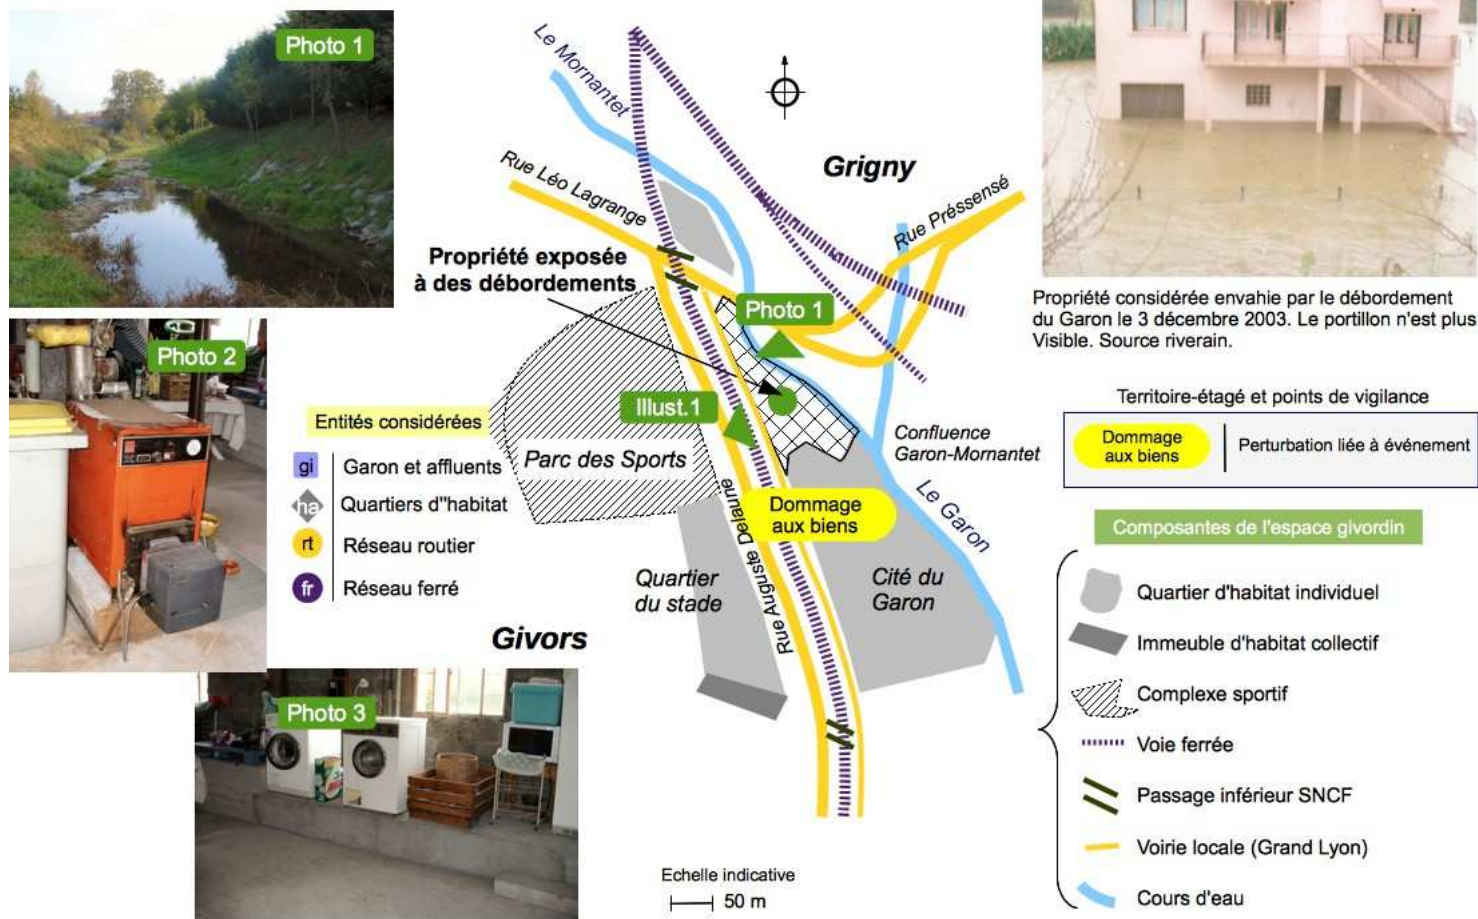 Photo 1
Le Mornantet
Grigny
Rue Léo Lagrange
Rue Préssensé
Propriété exposée
à des débordements
Photo 1
Propriété considérée envahie par le débordement
du Garon le 3 décembre 2003. Le portillon n'est plus
Visible. Source riverain.
Photo 2
Illust.1
Entités considérées
gi Garon et affluents
ha Quartiers d"habitat
rt Réseau routier
fr Réseau ferré
Parc des Sports
Confluence
Garon-Mornantet
Territoire-étagé et points de vigilance
Dommage
aux biens
Perturbation liée à événement
Dommage
aux biens
Le Garon
Rue Auguste Delaune
Quartier
du stade
Cité du
Garon
Givors
Composantes de l'espace givordin
Quartier d'habitat individuel
Immeuble d'habitat collectif
Complexe sportif
Voie ferrée
Passage inférieur SNCF
Voirie locale (Grand Lyon)
Cours d'eau
Photo 3
Echelle indicative
50 m